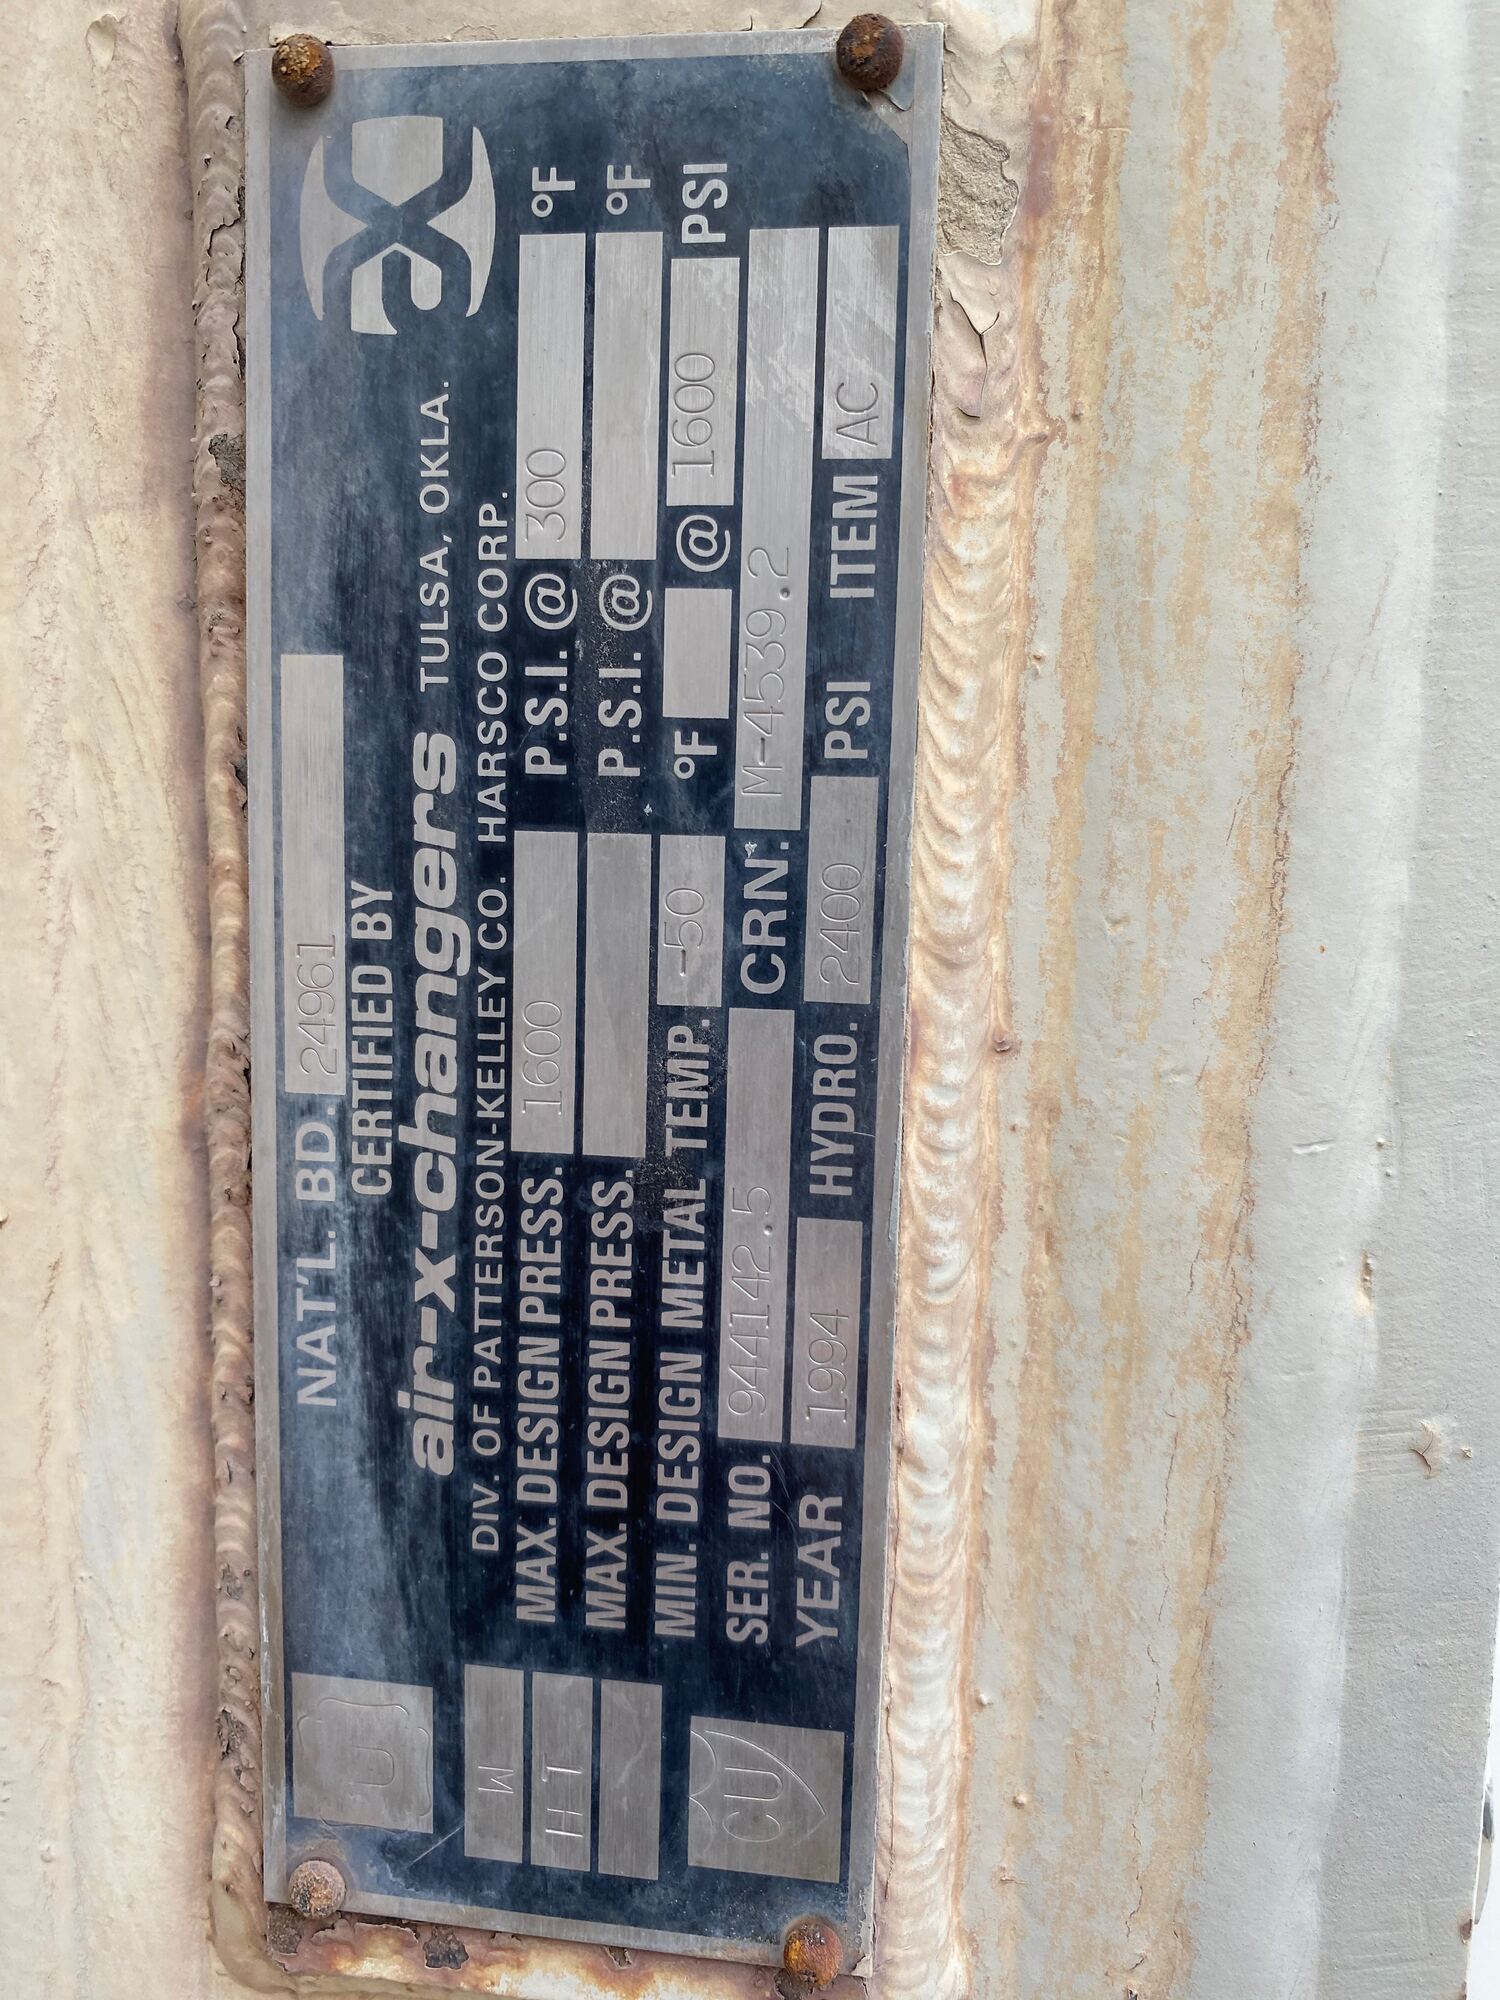 NAT'L. BD. 24961
CERTIFIED BY
air-x-changers TULSA, OKLA.
DIV. OF PATTERSON-KELLEY CO. HARSCO CORP.
MAX. DESIGN PRESS. 1600 P.S.I. @ 300 °F
MAX. DESIGN PRESS. P.S.I. @ °F
MIN. DESIGN METAL TEMP. -50 °F @ 1600 PSI
SER. NO. 944142.5 CRN. M-4539.2
YEAR 1994 HYDRO. 2400 PSI ITEM AC
U
W
HT
CU